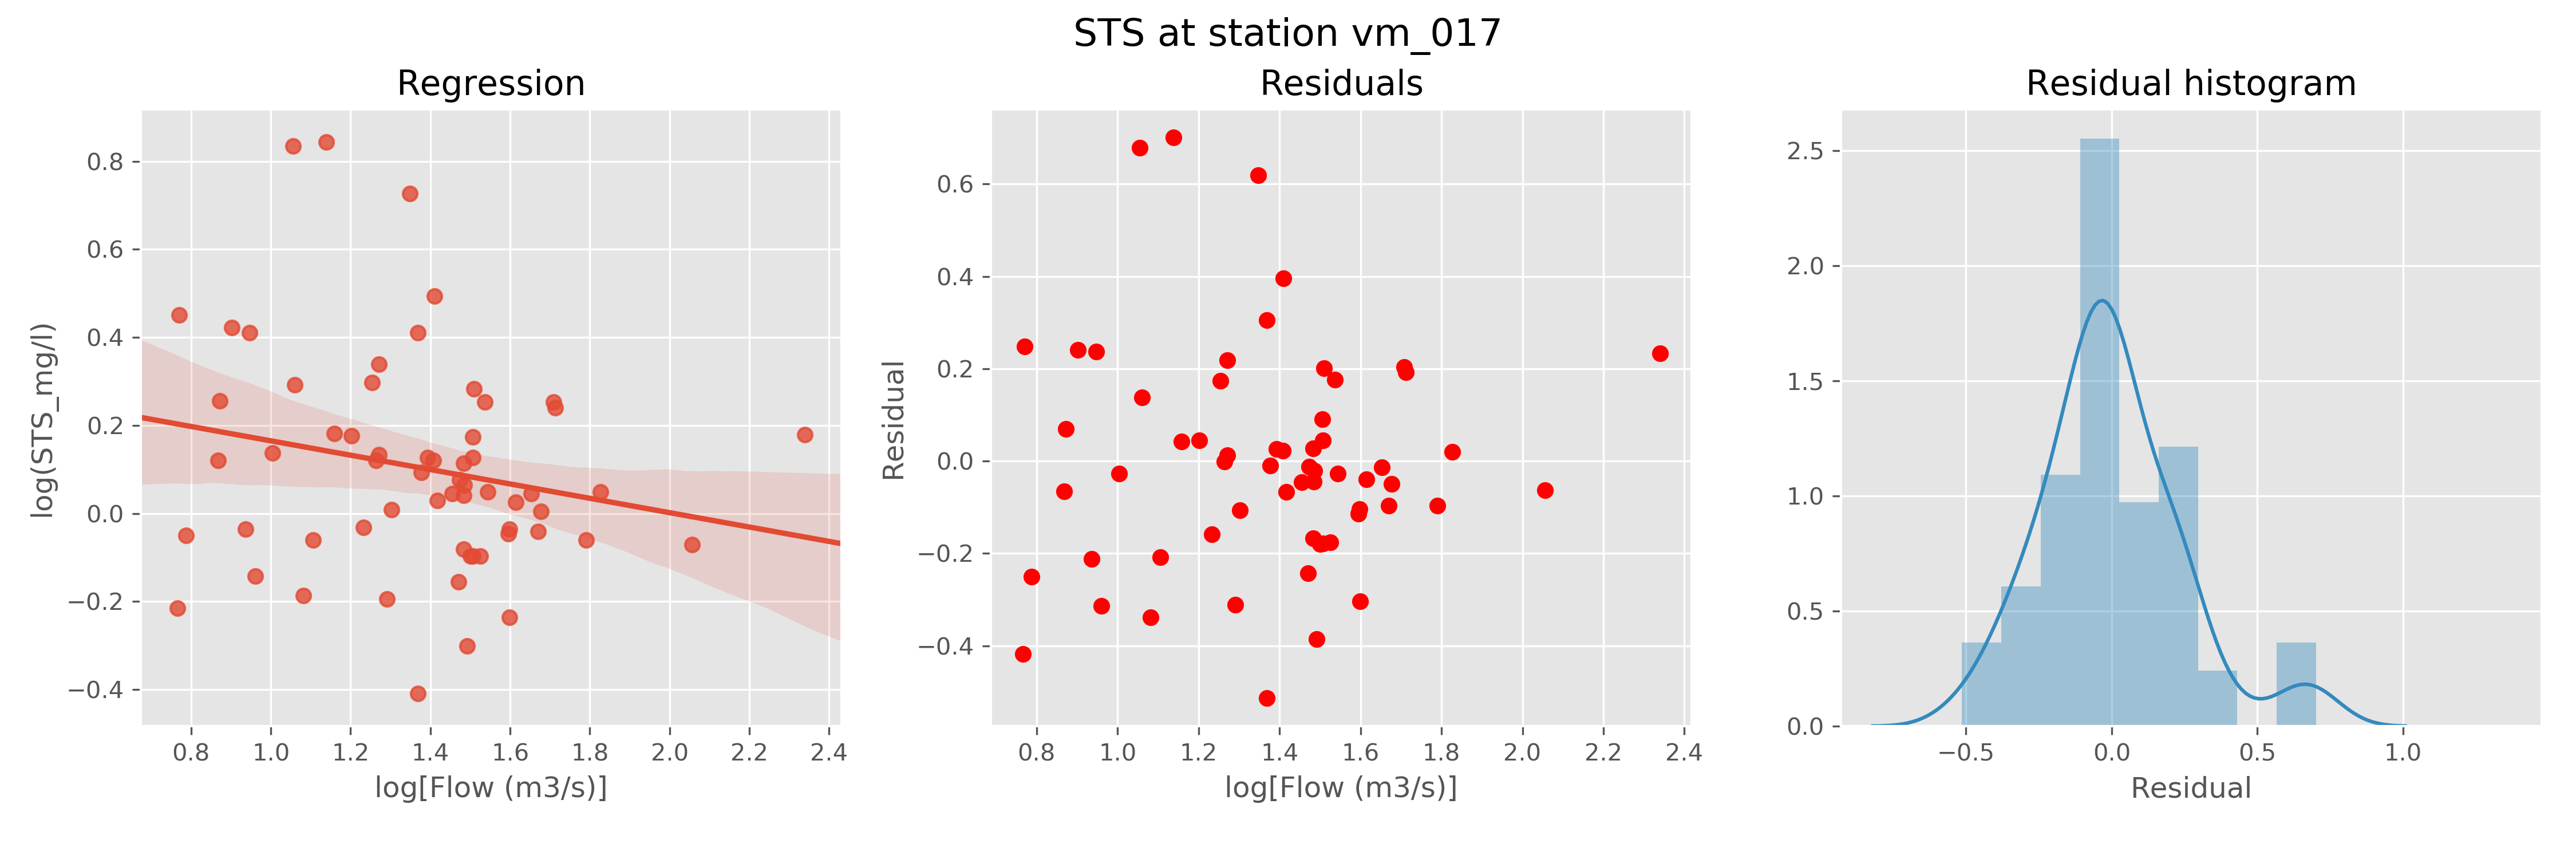 STS at station vm_017
Regression
0.8
0.6
0.4
0.2
0.0
−0.2
−0.4
log(STS_mg/l)
0.8 1.0 1.2 1.4 1.6 1.8 2.0 2.2 2.4
log[Flow (m3/s)]
Residuals
0.6
0.4
0.2
0.0
−0.2
−0.4
Residual
0.8 1.0 1.2 1.4 1.6 1.8 2.0 2.2 2.4
log[Flow (m3/s)]
Residual histogram
2.5
2.0
1.5
1.0
0.5
0.0
−0.5 0.0 0.5 1.0
Residual